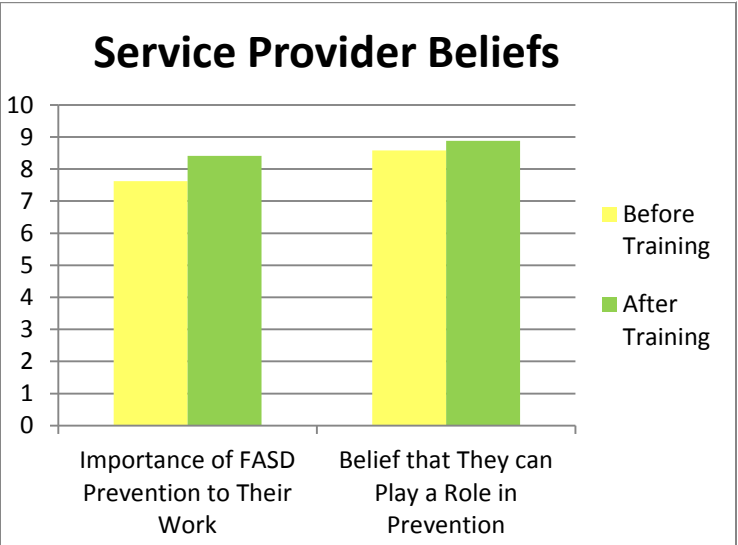 Service Provider Beliefs
10
9
8
7
6
5
4
3
2
1
0
Importance of FASD
Prevention to Their
Work
Belief that They can
Play a Role in
Prevention
Before
Training
After
Training